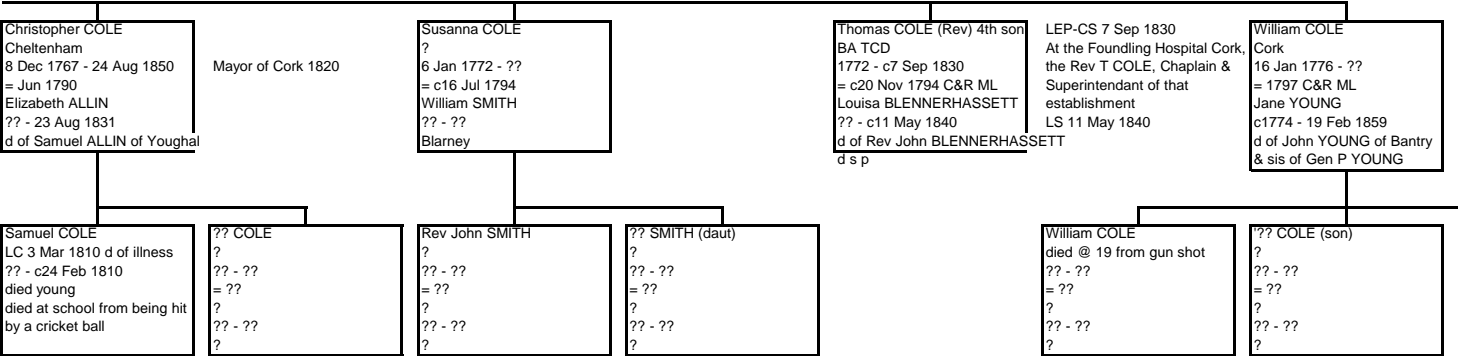 Christopher COLE
Cheltenham
8 Dec 1767 - 24 Aug 1850
= Jun 1790
Elizabeth ALLIN
?? - 23 Aug 1831
d of Samuel ALLIN of Youghal
Mayor of Cork 1820
Susanna COLE
?
6 Jan 1772 - ??
= c16 Jul 1794
William SMITH
?? - ??
Blarney
Thomas COLE (Rev) 4th son
BA TCD
1772 - c7 Sep 1830
= c20 Nov 1794 C&R ML
Louisa BLENNERHASSETT
?? - c11 May 1840
d of Rev John BLENNERHASSETT
d s p
LEP-CS 7 Sep 1830
At the Foundling Hospital Cork,
the Rev T COLE, Chaplain &
Superintendant of that
establishment
LS 11 May 1840
William COLE
Cork
16 Jan 1776 - ??
= 1797 C&R ML
Jane YOUNG
c1774 - 19 Feb 1859
d of John YOUNG of Bantry
& sis of Gen P YOUNG
Samuel COLE
LC 3 Mar 1810 d of illness
?? - c24 Feb 1810
died young
died at school from being hit
by a cricket ball
?? COLE
?
?? - ??
= ??
?
?? - ??
?
Rev John SMITH
?
?? - ??
= ??
?
?? - ??
?
?? SMITH (daut)
?
?? - ??
= ??
?
?? - ??
?
William COLE
died @ 19 from gun shot
?? - ??
= ??
?
?? - ??
?
'?? COLE (son)
?
?? - ??
= ??
?
?? - ??
?